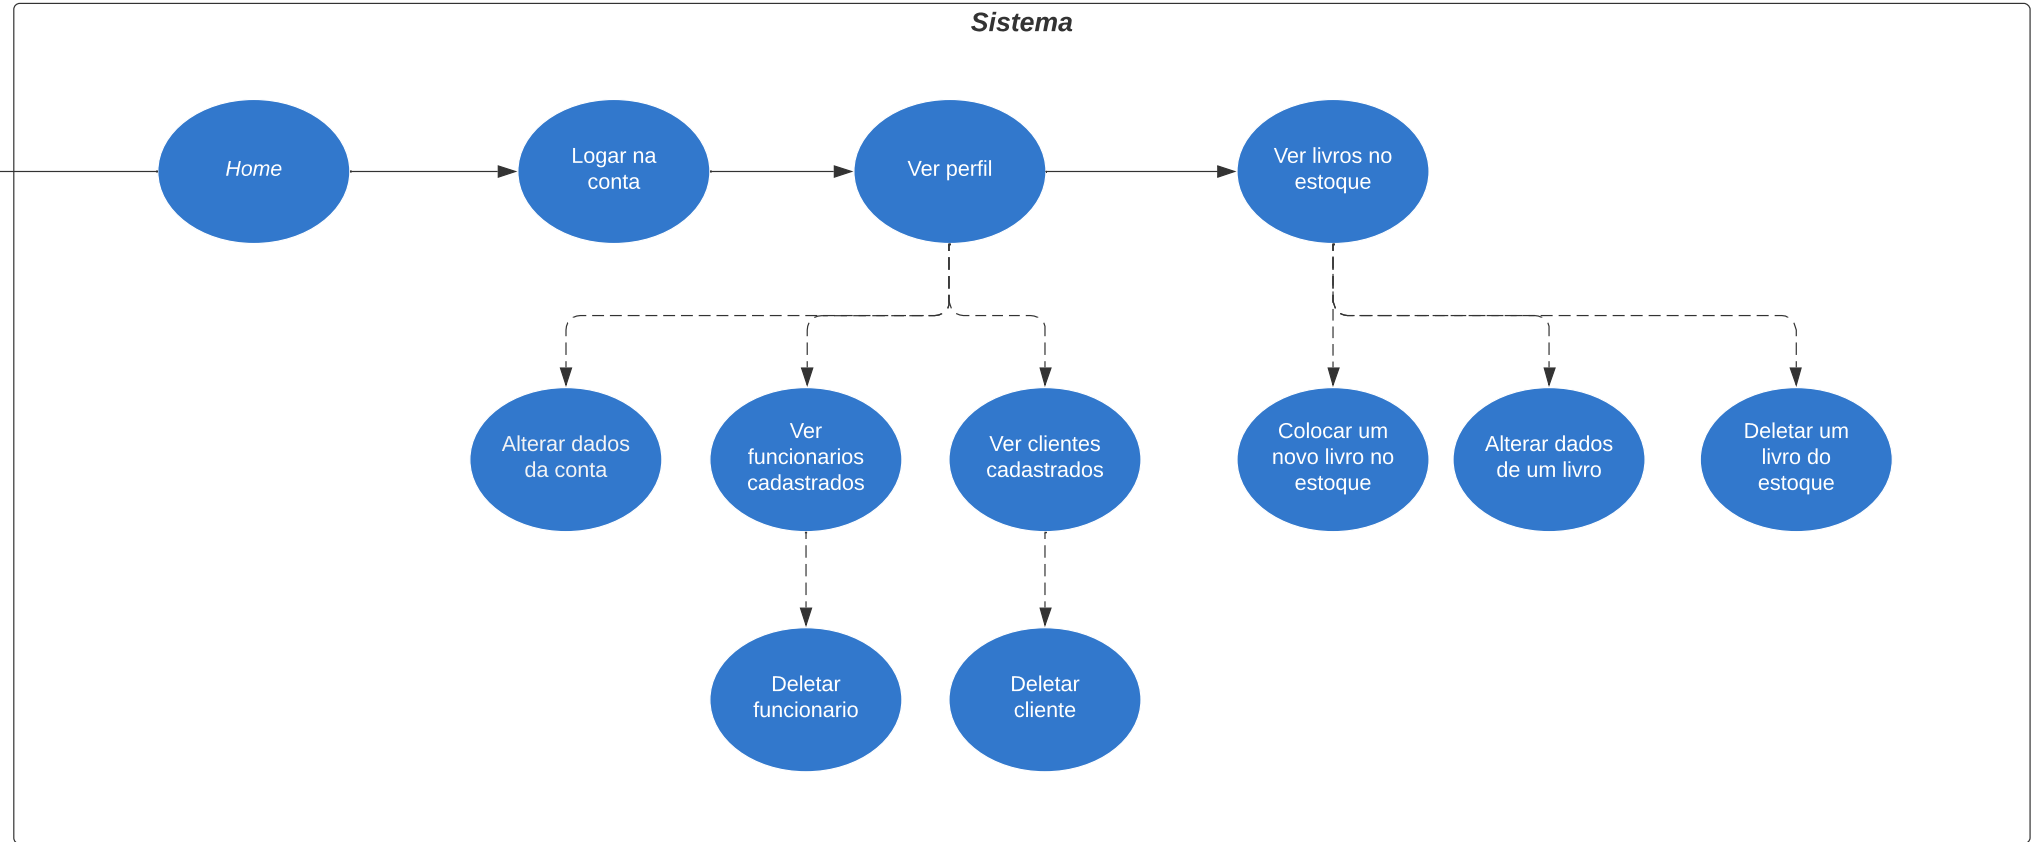 Sistema
Home
Logar na
conta
Ver perfil
Ver livros no
estoque
Alterar dados
da conta
Ver
funcionarios
cadastrados
Ver clientes
cadastrados
Colocar um
novo livro no
estoque
Alterar dados
de um livro
Deletar um
livro do
estoque
Deletar
funcionario
Deletar
cliente